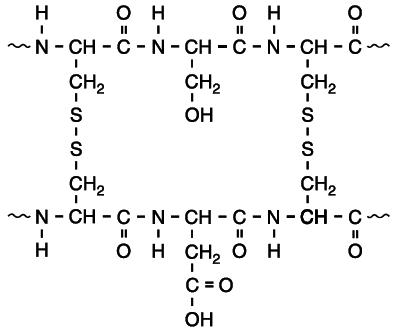 H O H O H O
~N - CH - C - N - CH - C - N - CH - C~
CH₂ CH₂ CH₂
S OH S
S S
CH₂ CH₂
~N - CH - C - N - CH - C - N - CH - C~
H O H CH₂ O H O
C = O
OH